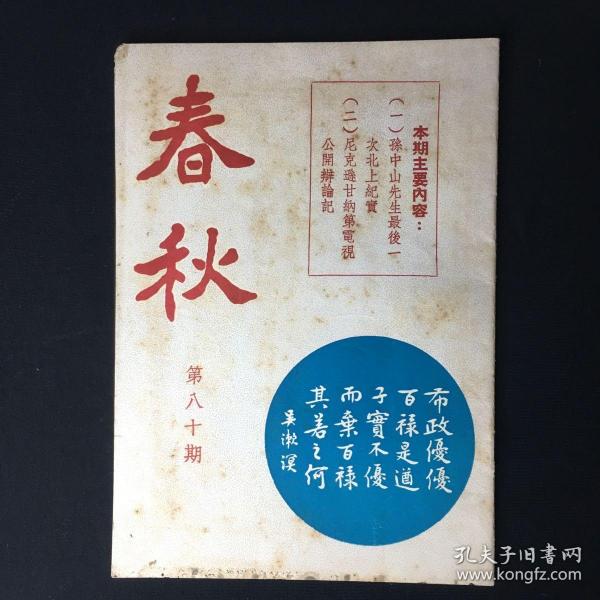 春秋
第八十期
本期主要內容：
（一）孫中山先生最後一
次北上紀實
（二）尼克遜甘納第電視
公開辯論記
布政優優
百祿是遒
子實不優
而棄百祿
其若之何
吳漱溟
孔夫子旧书网
www.kongfz.com